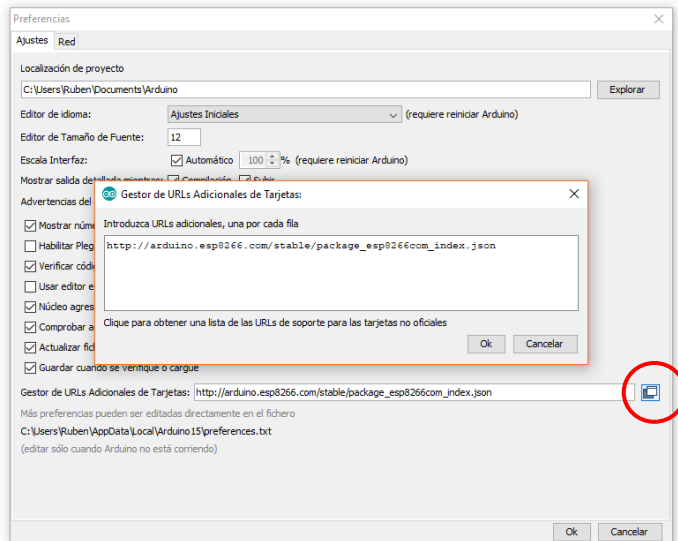 Preferencias
Ajustes Red
Localización de proyecto
C:\Users\Ruben\Documents\Arduino Explorar
Editor de idioma: Ajustes Iniciales (requiere reiniciar Arduino)
Editor de Tamaño de Fuente: 12
Escala Interfaz: Automático 100 % (requiere reiniciar Arduino)
Mostrar salida detallada mientras: Compilación Subir
Advertencias del
Gestor de URLs Adicionales de Tarjetas:
Introduzca URLs adicionales, una por cada fila
http://arduino.esp8266.com/stable/package_esp8266com_index.json
Clique para obtener una lista de las URLs de soporte para las tarjetas no oficiales
Ok Cancelar
Mostrar núme
Habilitar Pleg
Verificar códi
Usar editor e
Núcleo agres
Comprobar a
Actualizar fic
Guardar cuando se verifique o cargue
Gestor de URLs Adicionales de Tarjetas: http://arduino.esp8266.com/stable/package_esp8266com_index.json
Más preferencias pueden ser editadas directamente en el fichero
C:\Users\Ruben\AppData\Local\Arduino15\preferences.txt
(editar sólo cuando Arduino no está corriendo)
Ok Cancelar